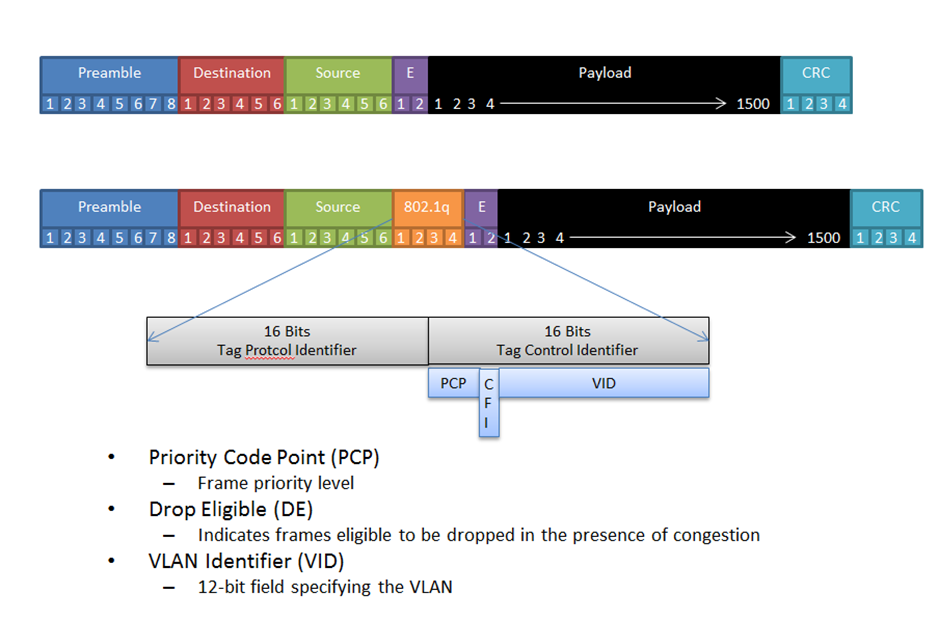 Preamble Destination Source E Payload CRC
1 2 3 4 5 6 7 8 1 2 3 4 5 6 1 2 3 4 5 6 1 2 1 2 3 4 1500 1 2 3 4
Preamble Destination Source 802.1q E Payload CRC
1 2 3 4 5 6 7 8 1 2 3 4 5 6 1 2 3 4 5 6 1 2 3 4 1 2 1 2 3 4 1500 1 2 3 4
16 Bits 16 Bits
Tag Protcol Identifier Tag Control Identifier
PCP CFI VID
• Priority Code Point (PCP)
– Frame priority level
• Drop Eligible (DE)
– Indicates frames eligible to be dropped in the presence of congestion
• VLAN Identifier (VID)
– 12-bit field specifying the VLAN